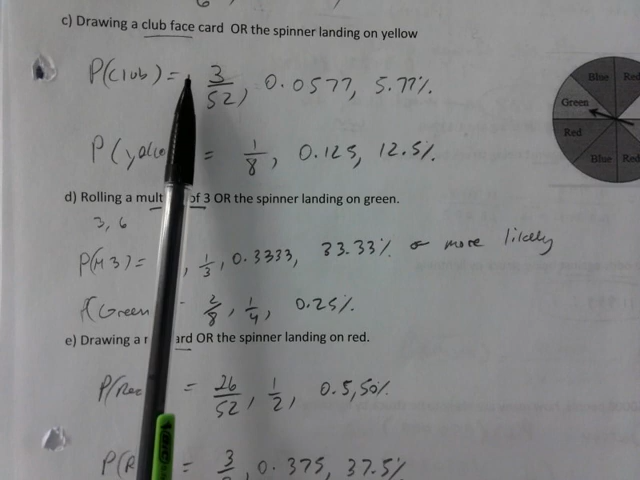 c) Drawing a club face card OR the spinner landing on yellow
P(Club) = 3/52, 0.0577, 5.77%.
Blue Red
Green
P( = 1/8, 0.125, 12.5%.
Red
Blue Red
d) Rolling a mult of 3 OR the spinner landing on green.
3, 6
P(M3) = , 1/3, 0.3333, 33.33% more likely
Green 2/8, 1/4, 0.25%.
e) Drawing a ard OR the spinner landing on red.
P(Re = 26/52, 1/2, 0.5, 50%
P(R = 3 0.375, 37.5%